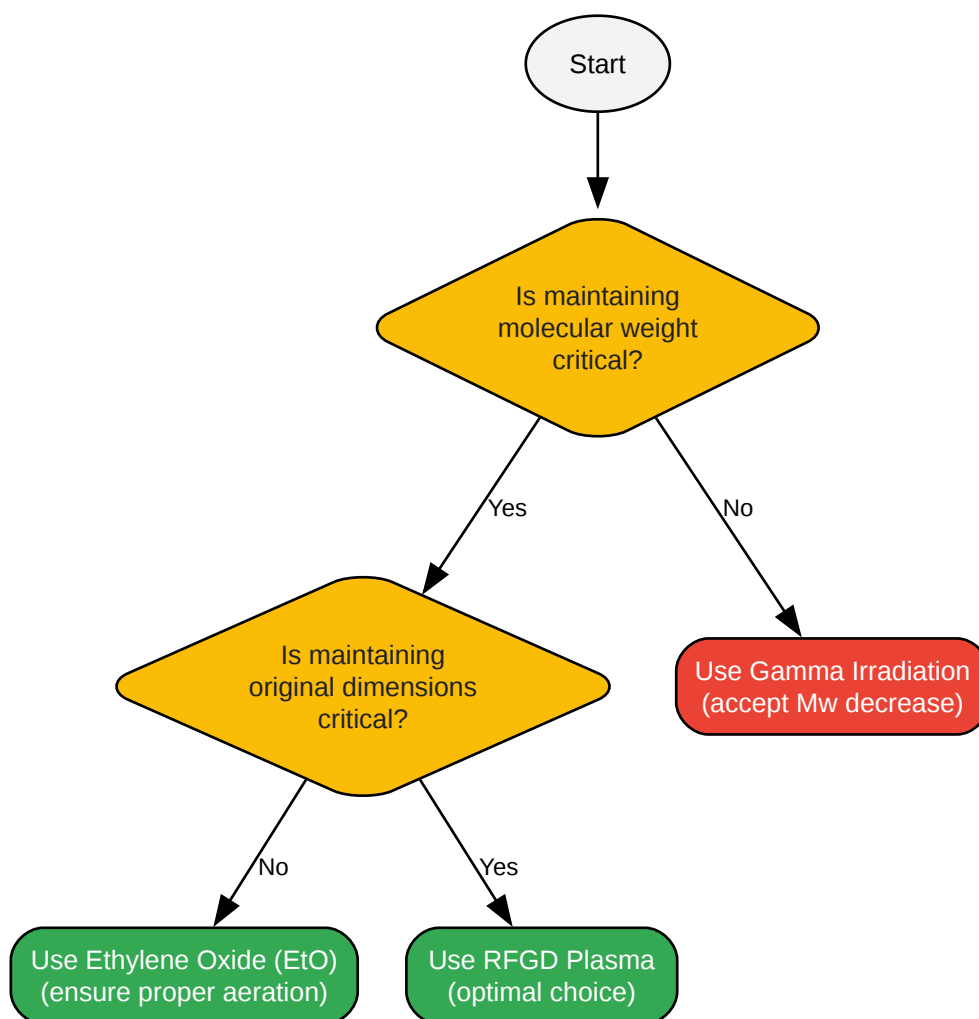 Start
Is maintaining
molecular weight
critical?
Yes
No
Is maintaining
original dimensions
critical?
Use Gamma Irradiation
(accept Mw decrease)
No
Yes
Use Ethylene Oxide (EtO)
(ensure proper aeration)
Use RFGD Plasma
(optimal choice)